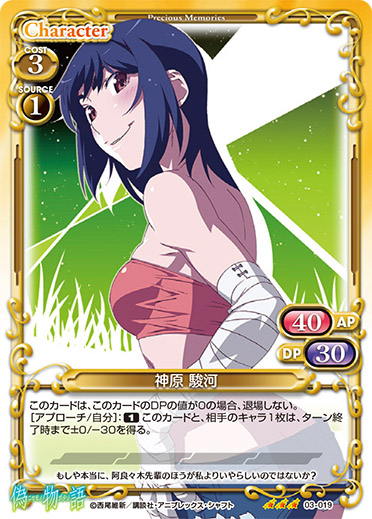 Precious Memories
Character
COST
3
SOURCE
1
40 AP
DP 30
神原 駿河
このカードは、このカードのDPの値が0の場合、退場しない。
[アプローチ/自分]：1 このカードと、相手のキャラ1枚は、ターン終
了時まで±0/−30を得る。
もしや本当に、阿良々木先輩のほうが私よりいやらしいのではないか？
偽物語
©西尾維新／講談社・アニプレックス・シャフト
03-019